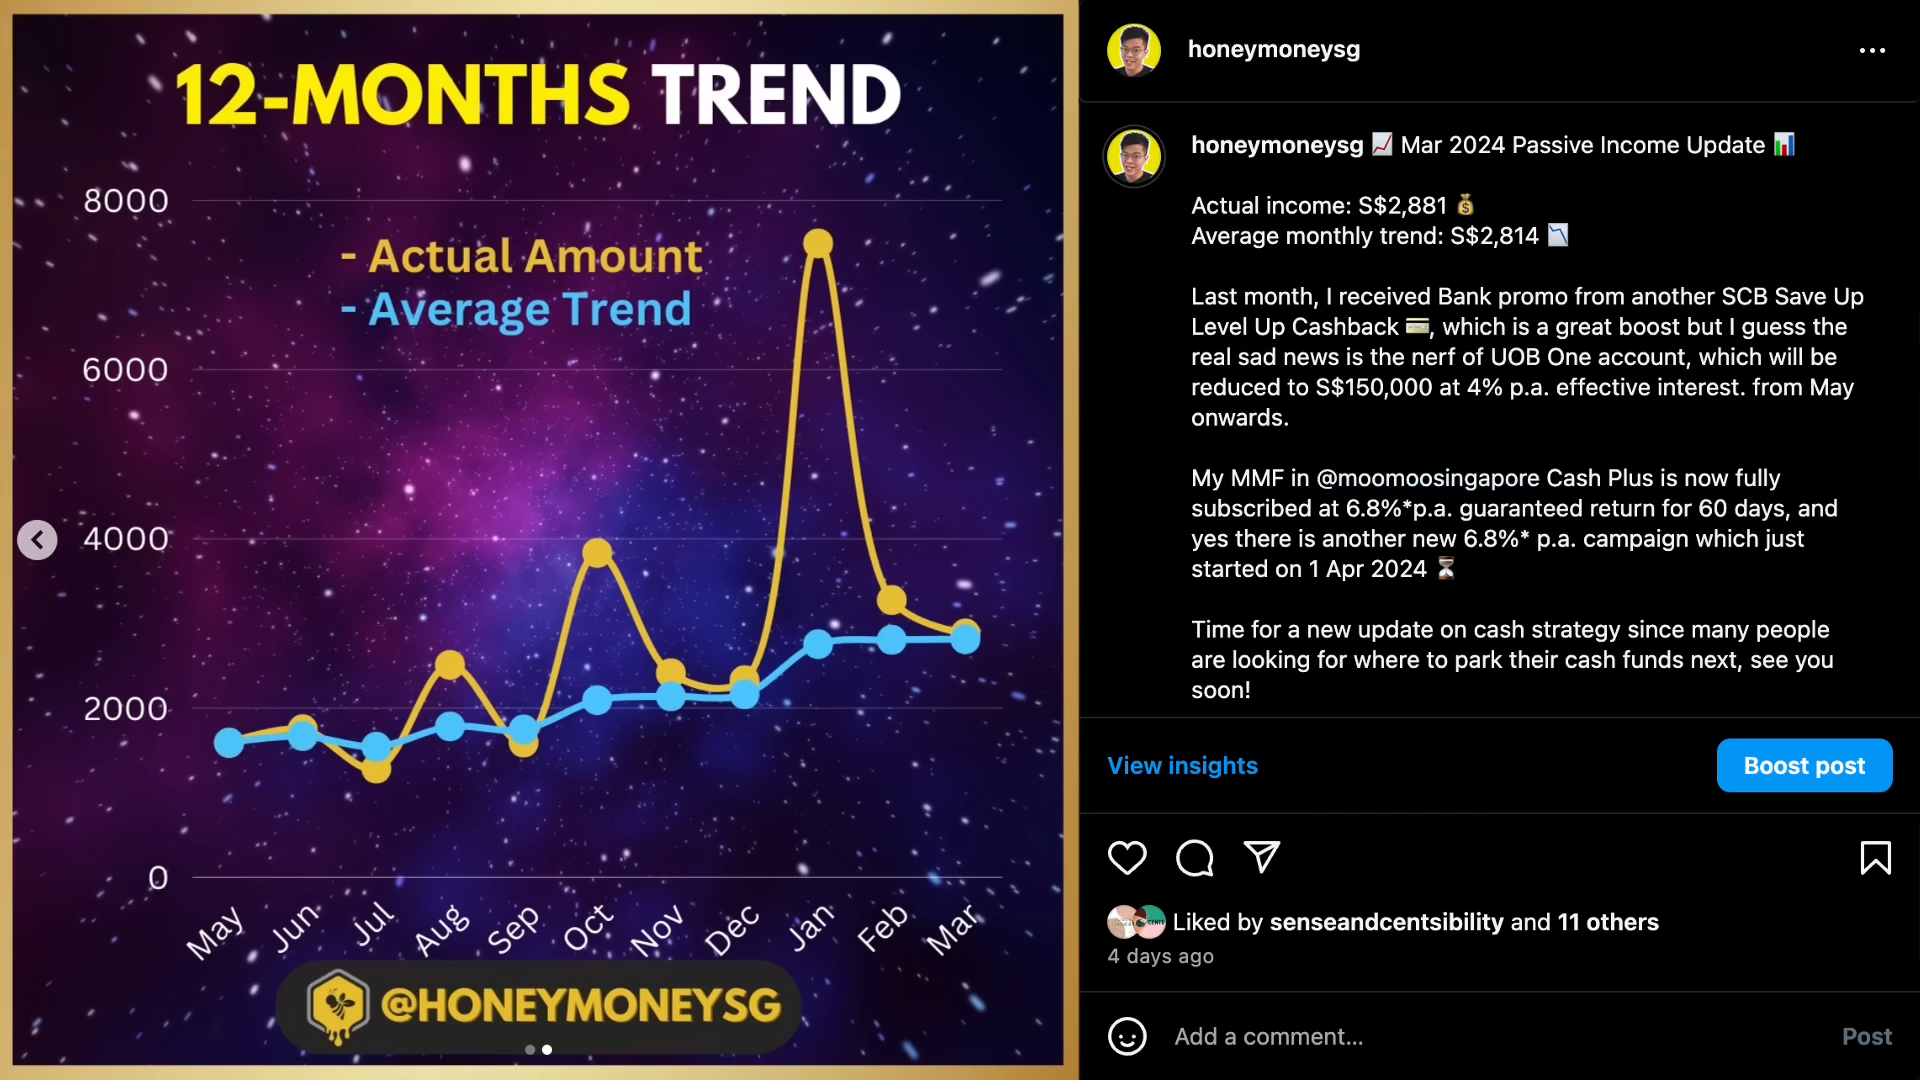 12-MONTHS TREND
8000
- Actual Amount
- Average Trend
6000
4000
2000
0
May Jun Jul Aug Sep Oct Nov Dec Jan Feb Mar
@HONEYMONEYSG
honeymoneysg
honeymoneysg 📈 Mar 2024 Passive Income Update 📊
Actual income: S$2,881 💰
Average monthly trend: S$2,814 📉
Last month, I received Bank promo from another SCB Save Up
Level Up Cashback 💳, which is a great boost but I guess the
real sad news is the nerf of UOB One account, which will be
reduced to S$150,000 at 4% p.a. effective interest. from May
onwards.
My MMF in @moomoosingapore Cash Plus is now fully
subscribed at 6.8%*p.a. guaranteed return for 60 days, and
yes there is another new 6.8%* p.a. campaign which just
started on 1 Apr 2024 ⏳
Time for a new update on cash strategy since many people
are looking for where to park their cash funds next, see you
soon!
View insights
Boost post
Liked by senseandcentsibility and 11 others
4 days ago
Add a comment...
Post